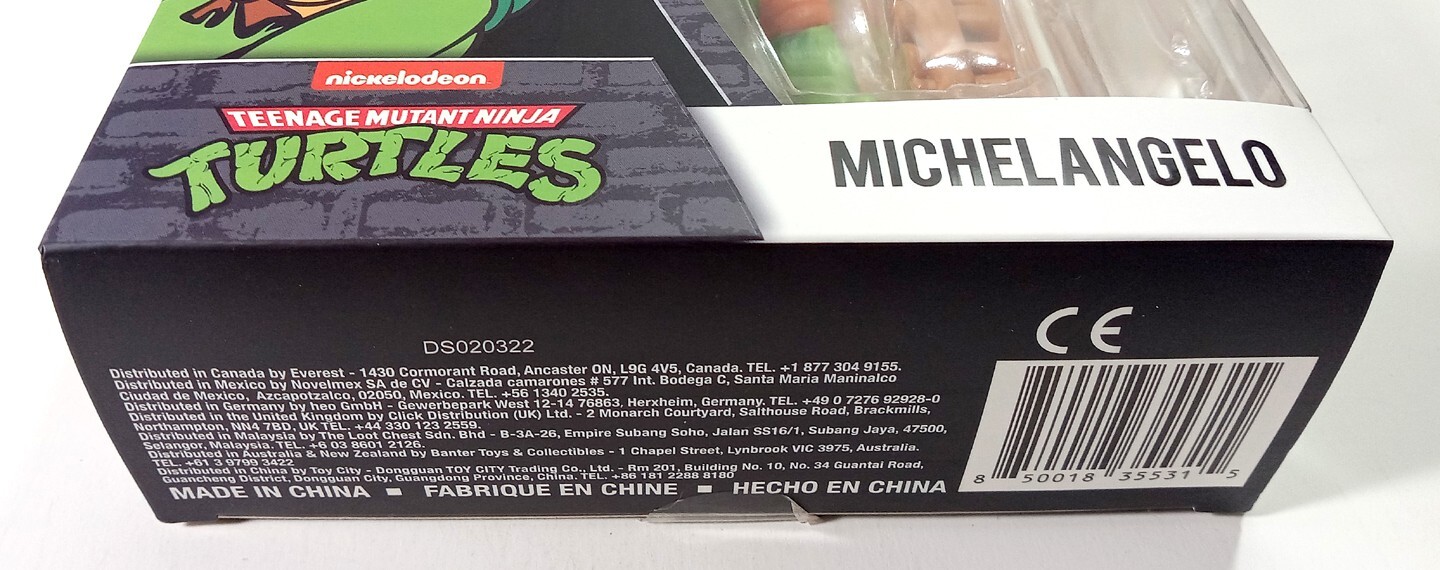 nickelodeon
TEENAGE MUTANT NINJA
TURTLES
MICHELANGELO
CE
DS020322
Distributed in Canada by Everest - 1430 Cormorant Road, Ancaster ON, L9G 4V5, Canada. TEL. +1 877 304 9155.
Distributed in Mexico by Novelmex SA de CV - Calzada camarones # 577 Int. Bodega C, Santa Maria Maninalco
Ciudad de Mexico, Azcapotzalco, 02050, Mexico. TEL. +56 1340 2535.
Distributed in Germany by heo GmbH - Gewerbepark West 12-14 76863, Herxheim, Germany. TEL. +49 0 7276 92928-0
Distributed in the United Kingdom by Click Distribution (UK) Ltd. - 2 Monarch Courtyard, Salthouse Road, Brackmills,
Northampton, NN4 7BD, UK TEL. +44 330 123 2559.
Distributed in Malaysia by The Loot Chest Sdn. Bhd - B-3A-26, Empire Subang Soho, Jalan SS16/1, Subang Jaya, 47500,
Slangor, Malaysia, TEL. +6 03 8601 2126.
Distributed in Australia & New Zealand by Banter Toys & Collectibles - 1 Chapel Street, Lynbrook VIC 3975, Australia.
TEL. +61 3 9799 3422
Distributed in China by Toy City - Dongguan TOY CITY Trading Co., Ltd. - Rm 201, Building No. 10, No. 34 Guantai Road,
Guancheng District, Dongguan City, Guangdong Province, China. TEL. +86 181 2288 8180
MADE IN CHINA ■ FABRIQUE EN CHINE ■ HECHO EN CHINA
8 50018 35531 5